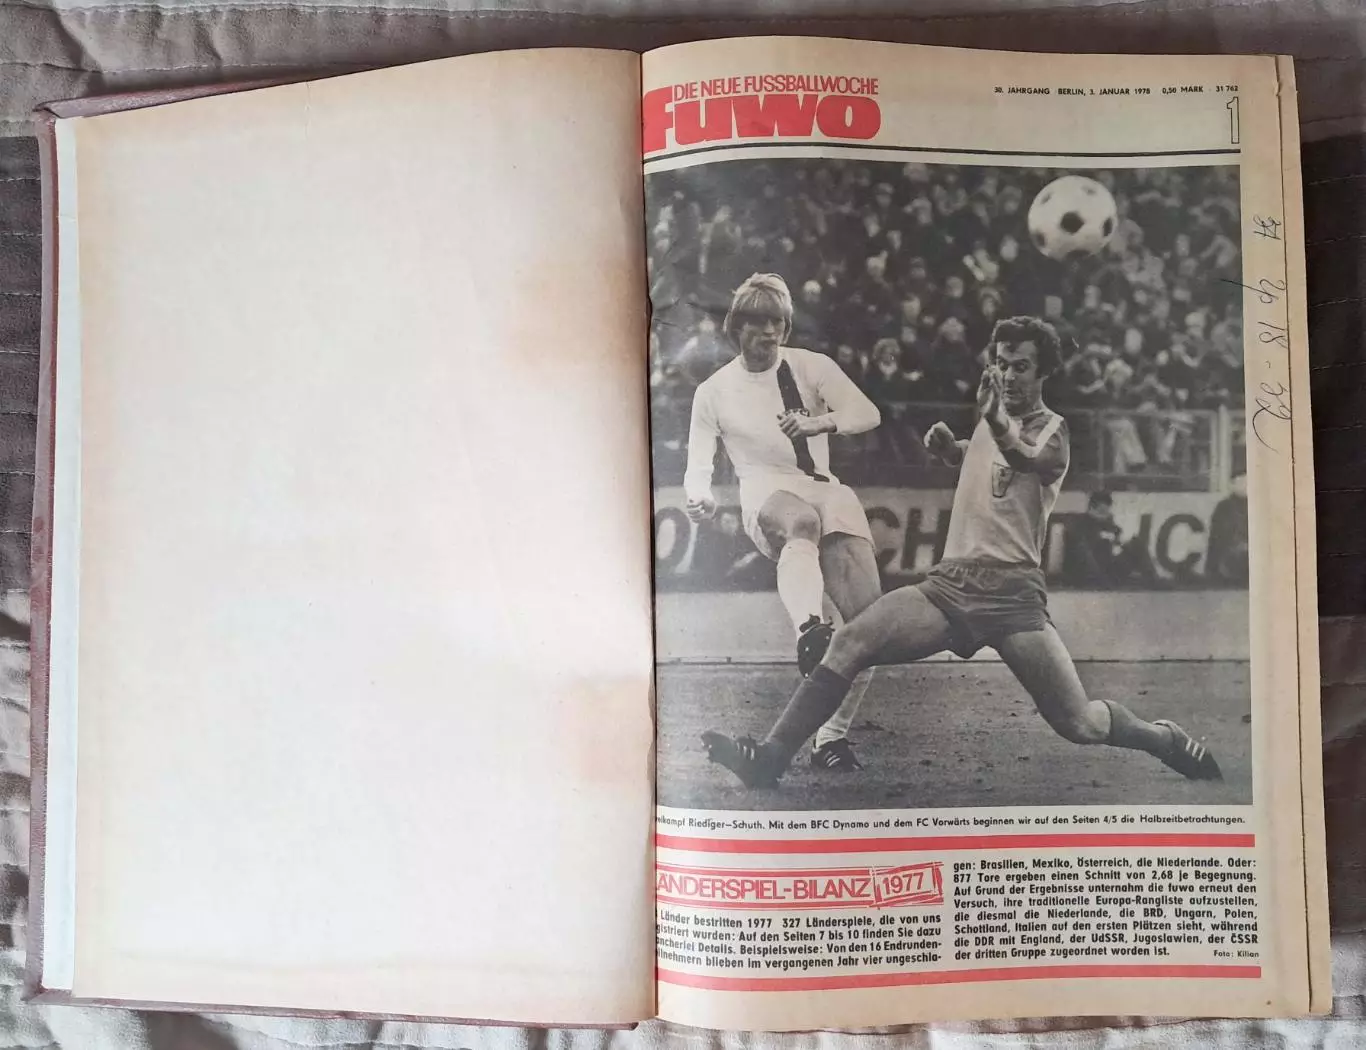 DIE NEUE FUSSBALLWOCHE
fuwo
30. JAHRGANG · BERLIN, 3. JANUAR 1978 0,50 MARK · 31 762
1
Riediger—Schuth. Mit dem BFC Dynamo und dem FC Vorwärts beginnen wir auf den Seiten 4/5 die Halbzeitbetrachtungen.
ÄNDERSPIEL-BILANZ 1977
Länder bestritten 1977 327 Länderspiele, die von uns
gistriert wurden: Auf den Seiten 7 bis 10 finden Sie dazu
ancherlei Details. Beispielsweise: Von den 16 Endrunden-
ilnehmern blieben im vergangenen Jahr vier ungeschla-
gen: Brasilien, Mexiko, Österreich, die Niederlande. Oder:
877 Tore ergeben einen Schnitt von 2,68 je Begegnung.
Auf Grund der Ergebnisse unternahm die fuwo erneut den
Versuch, ihre traditionelle Europa-Rangliste aufzustellen,
die diesmal die Niederlande, die BRD, Ungarn, Polen,
Schottland, Italien auf den ersten Plätzen sieht, während
die DDR mit England, der UdSSR, Jugoslawien, der ČSSR
der dritten Gruppe zugeordnet worden ist.
Foto: Kilian